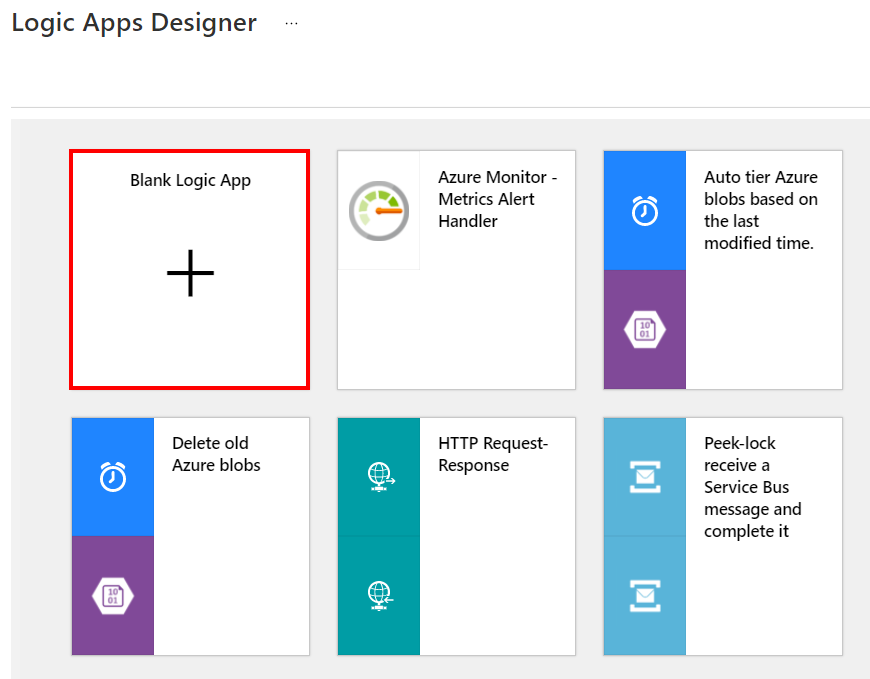 Logic Apps Designer ...
Blank Logic App
Azure Monitor -
Metrics Alert
Handler
Auto tier Azure
blobs based on
the last
modified time.
10
01
Delete old
Azure blobs
10
01
HTTP Request-
Response
Peek-lock
receive a
Service Bus
message and
complete it